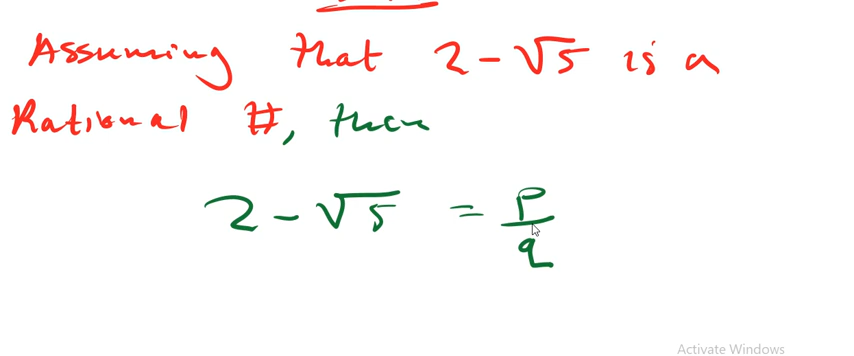 Assuming that 2 - √5 is a
Rational #, then
2 - √5 = p/q
Activate Windows